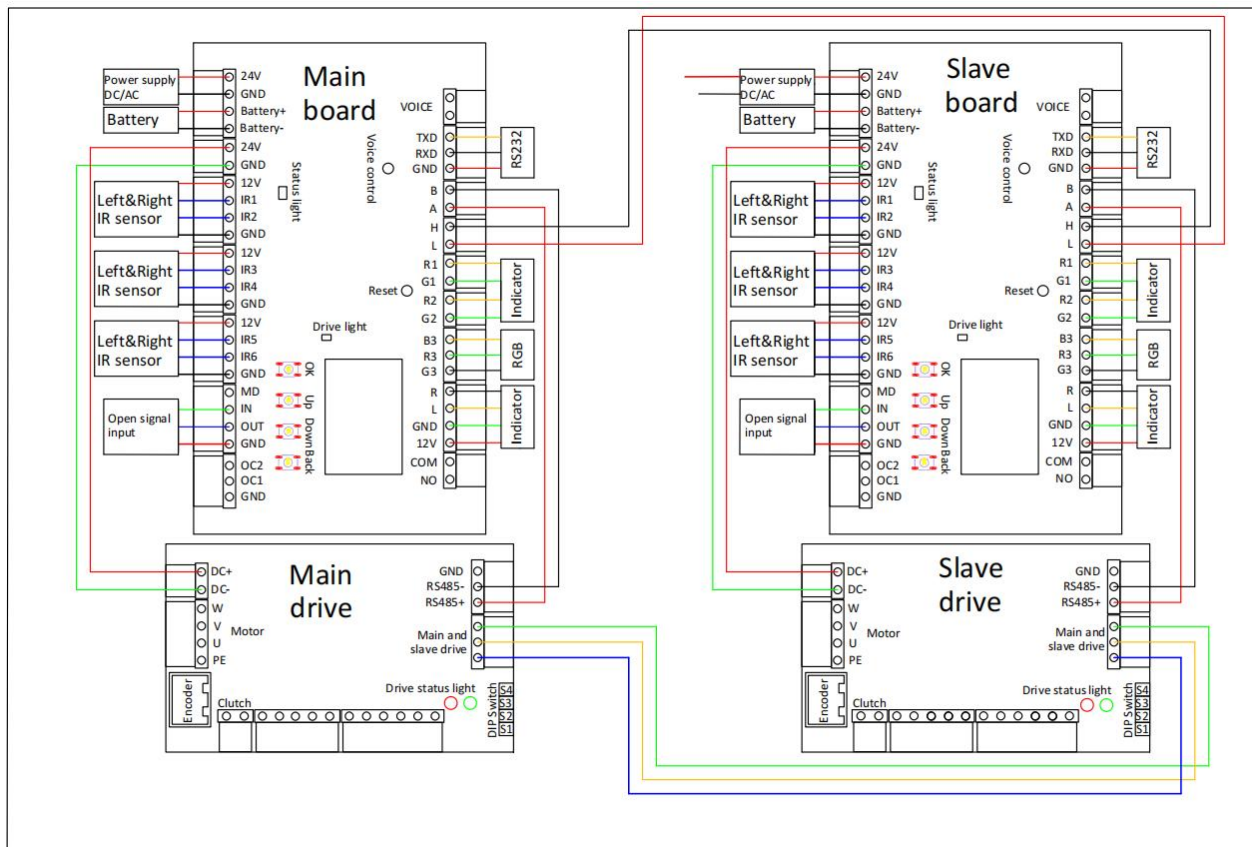 Main
board
Power supply
DC/AC
Battery
24V
GND
Battery+
Battery-
24V
GND
12V
IR1
IR2
GND
12V
IR3
IR4
GND
12V
IR5
IR6
GND
MD
IN
OUT
GND
OC2
OC1
GND
Left&Right
IR sensor
Left&Right
IR sensor
Left&Right
IR sensor
Open signal
input
Status light
Voice control
Reset
Drive light
OK
Up
Down
Back
VOICE
TXD
RXD
GND
B
A
H
L
R1
G1
R2
G2
B3
R3
G3
R
L
GND
12V
COM
NO
RS232
Indicator
RGB
Indicator
Slave
board
Power supply
DC/AC
Battery
24V
GND
Battery+
Battery-
24V
GND
12V
IR1
IR2
GND
12V
IR3
IR4
GND
12V
IR5
IR6
GND
MD
IN
OUT
GND
OC2
OC1
GND
Left&Right
IR sensor
Left&Right
IR sensor
Left&Right
IR sensor
Open signal
input
Status light
Voice control
Reset
Drive light
OK
Up
Down
Back
VOICE
TXD
RXD
GND
B
A
H
L
R1
G1
R2
G2
B3
R3
G3
R
L
GND
12V
COM
NO
RS232
Indicator
RGB
Indicator
Main
drive
DC+
DC-
W
V
U
PE
Motor
Encoder
Clutch
GND
RS485-
RS485+
Main and
slave drive
Drive status light
DIP Switch
S4
S3
S2
S1
Slave
drive
DC+
DC-
W
V
U
PE
Motor
Encoder
Clutch
GND
RS485-
RS485+
Main and
slave drive
Drive status light
DIP Switch
S4
S3
S2
S1